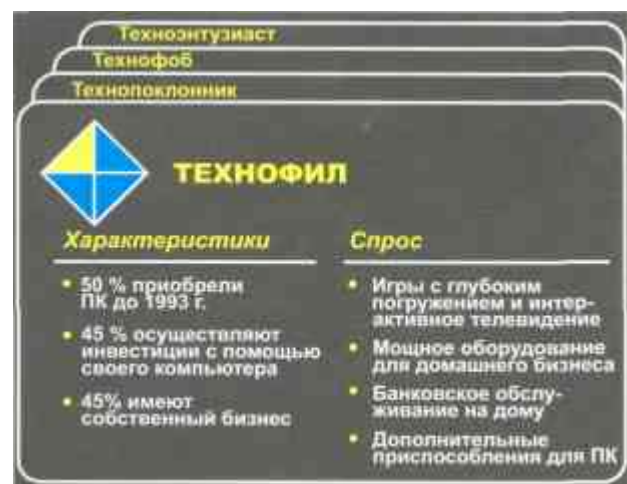 Техноэнтузиаст
Технофоб
Технопоклонник
ТЕХНОФИЛ
Характеристики
• 50 % приобрели
ПК до 1993 г.
• 45 % осуществляют
инвестиции с помощью
своего компьютера
• 45% имеют
собственный бизнес
Спрос
• Игры с глубоким
погружением и интер-
активное телевидение
• Мощное оборудование
для домашнего бизнеса
• Банковское обслу-
живание на дому
• Дополнительные
приспособления для ПК